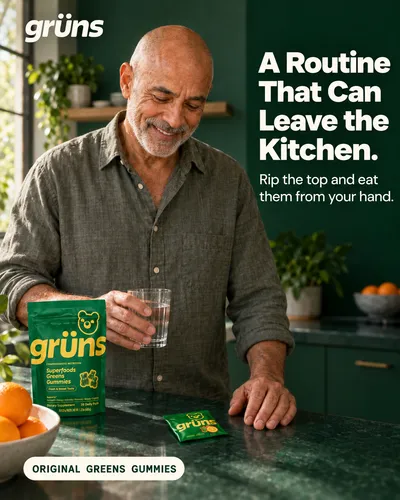 grüns
A Routine
That Can
Leave the
Kitchen.
Rip the top and eat
them from your hand.
grüns
Superfoods
Greens
Gummies
grüns
ORIGINAL GREENS GUMMIES